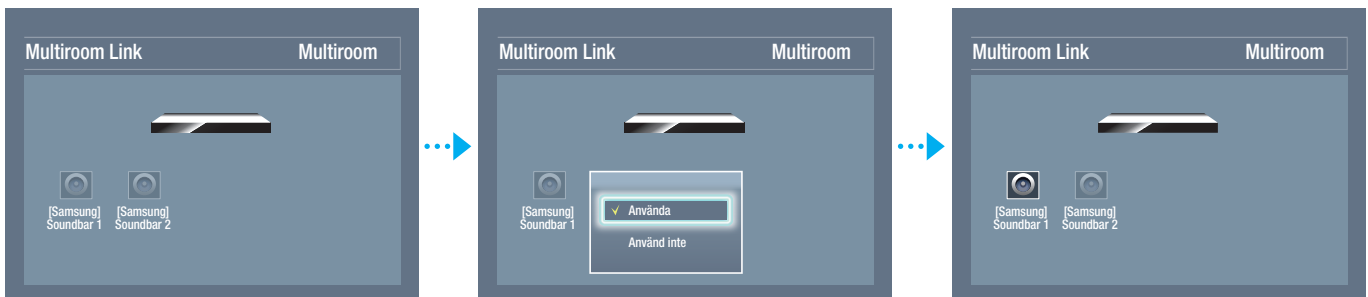 Multiroom Link Multiroom
[Samsung] [Samsung]
Soundbar 1 Soundbar 2
Multiroom Link Multiroom
[Samsung]
Soundbar 1
Använda
Använd inte
Multiroom Link Multiroom
[Samsung] [Samsung]
Soundbar 1 Soundbar 2